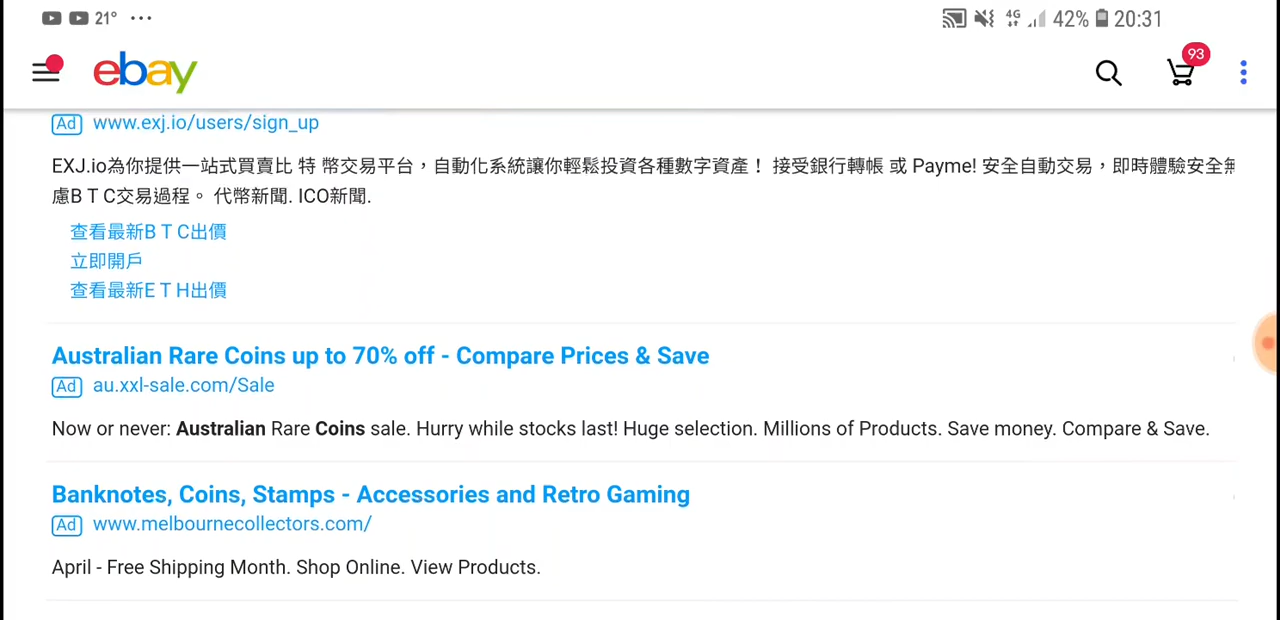 21° ...
4G 42% 20:31
ebay
93
Ad www.exj.io/users/sign_up
EXJ.io為你提供一站式買賣比 特 幣交易平台，自動化系統讓你輕鬆投資各種數字資產！ 接受銀行轉帳 或 Payme! 安全自動交易，即時體驗安全無
慮B T C交易過程。 代幣新聞. ICO新聞.
查看最新B T C出價
立即開戶
查看最新E T H出價
Australian Rare Coins up to 70% off - Compare Prices & Save
Ad au.xxl-sale.com/Sale
Now or never: Australian Rare Coins sale. Hurry while stocks last! Huge selection. Millions of Products. Save money. Compare & Save.
Banknotes, Coins, Stamps - Accessories and Retro Gaming
Ad www.melbournecollectors.com/
April - Free Shipping Month. Shop Online. View Products.